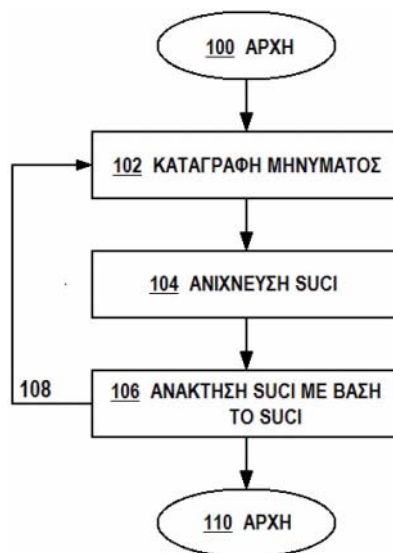 100 ΑΡΧΗ
102 ΚΑΤΑΓΡΑΦΗ ΜΗΝΥΜΑΤΟΣ
104 ΑΝΙΧΝΕΥΣΗ SUCI
108
106 ΑΝΑΚΤΗΣΗ SUCI ΜΕ ΒΑΣΗ
ΤΟ SUCI
110 ΑΡΧΗ